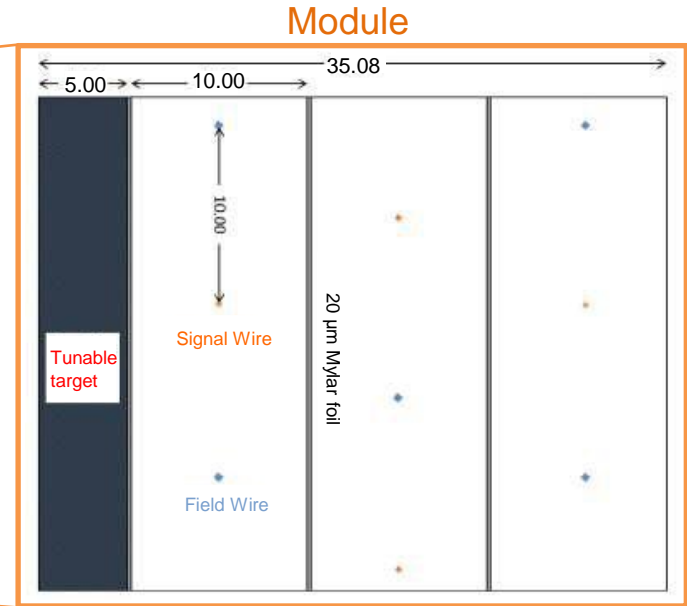 Module
35.08
5.00
10.00
10.00
Signal Wire
20 µm Mylar foil
Tunable
target
Field Wire